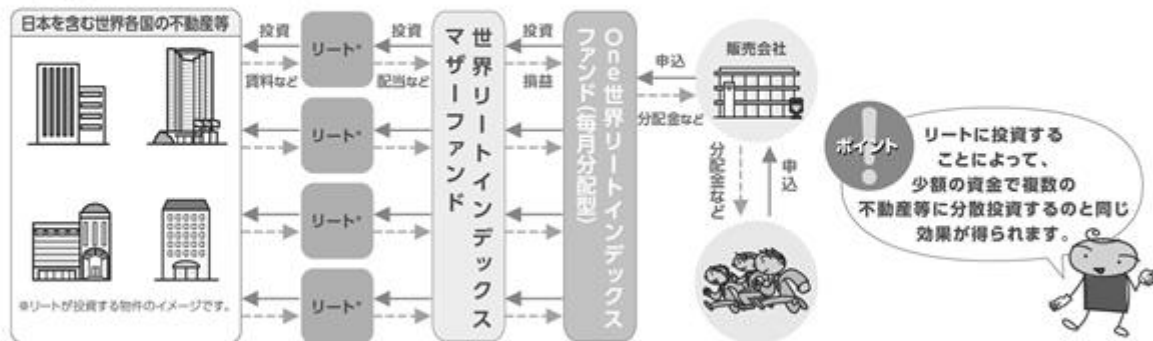 日本を含む世界各国の不動産等
※リートが投資する物件のイメージです。
投資
賃料など
リート*
リート*
リート*
リート*
投資
配当など
世界リートインデックス
マザーファンド
投資
損益
One世界リートインデックス
ファンド(毎月分配型)
申込
分配金など
販売会社
分配金など
申込
ポイント
リートに投資する
ことによって、
少額の資金で複数の
不動産等に分散投資するのと同じ
効果が得られます。